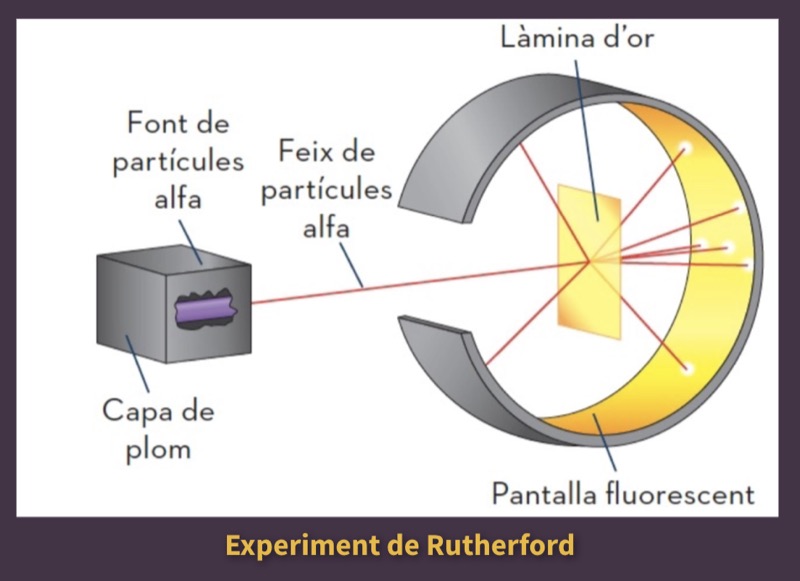 Làmina d'or
Font de
partícules
alfa
Feix de
partícules
alfa
Capa de
plom
Pantalla fluorescent
Experiment de Rutherford